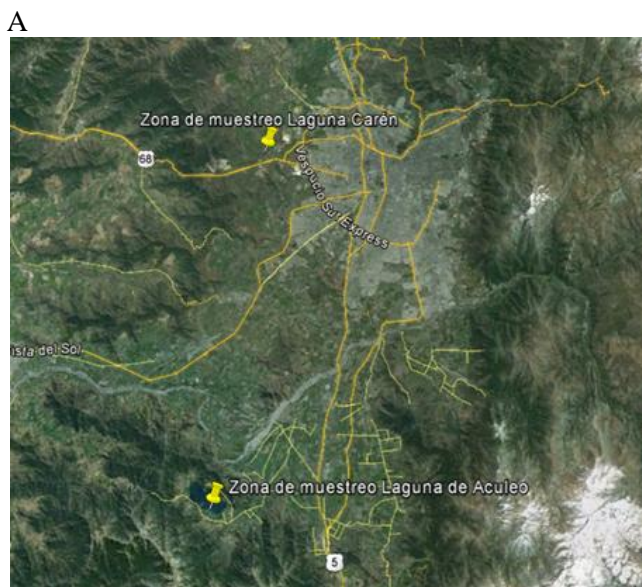 A
Zona de muestreo Laguna Carén
68
Vespucio Sur Express
ista del Sol
Zona de muestreo Laguna de Aculeo
5